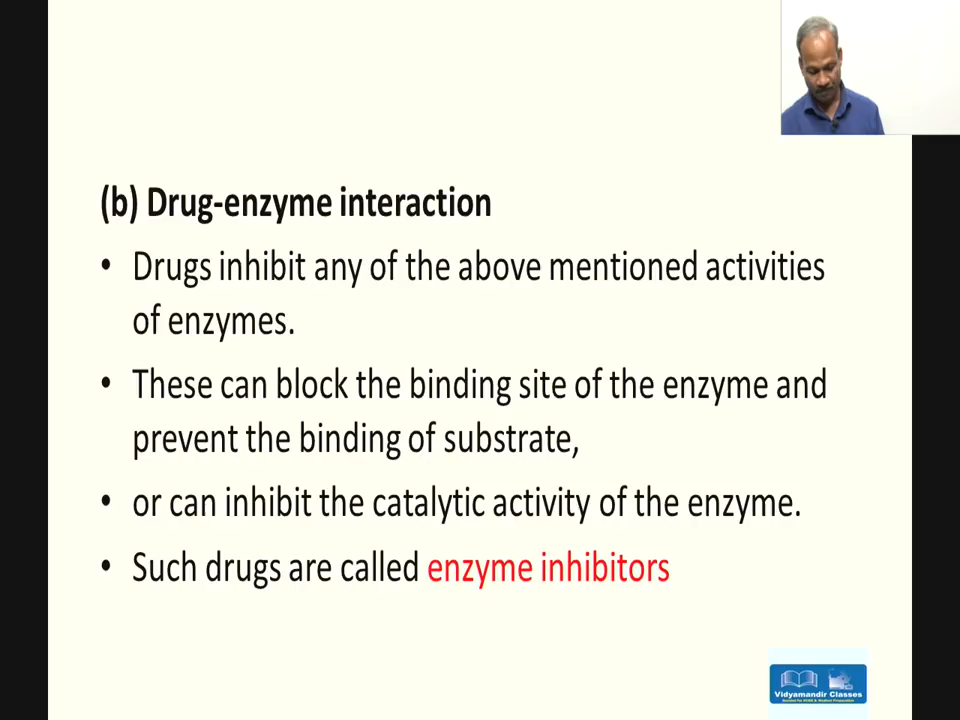 (b) Drug-enzyme interaction
• Drugs inhibit any of the above mentioned activities
of enzymes.
• These can block the binding site of the enzyme and
prevent the binding of substrate,
• or can inhibit the catalytic activity of the enzyme.
• Such drugs are called enzyme inhibitors
Vidyamandir Classes